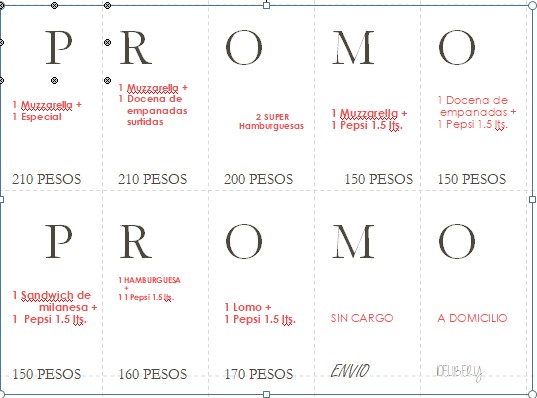 P R O M O
1 Muzzarella +
1 Especial
1 Muzzarella +
1 Docena de
empanadas
surtidas
2 SUPER
Hamburguesas
1 Muzzarella +
1 Pepsi 1.5 lts.
1 Docena de
empanadas +
1 Pepsi 1.5 lts.
210 PESOS 210 PESOS 200 PESOS 150 PESOS 150 PESOS
P R O M O
1 Sandwich de
milanesa +
1 Pepsi 1.5 lts.
1 HAMBURGUESA
+
1 1 Pepsi 1.5 lts.
1 Lomo +
1 Pepsi 1.5 lts.
SIN CARGO
A DOMICILIO
150 PESOS 160 PESOS 170 PESOS ENVIO DELIBERY